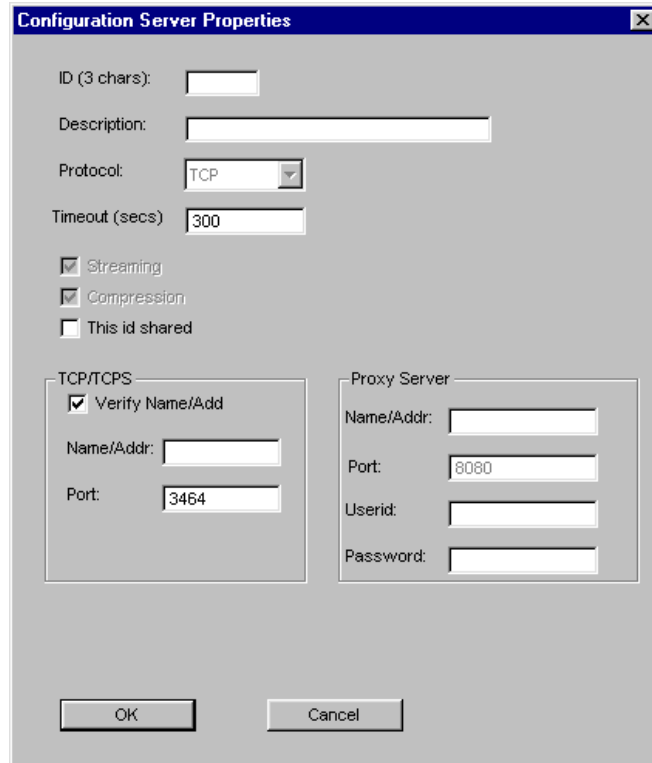 Configuration Server Properties
ID (3 chars):
Description:
Protocol: TCP
Timeout (secs) 300
Streaming
Compression
This id shared
TCP/TCPS
Verify Name/Add
Name/Addr:
Port: 3464
Proxy Server
Name/Addr:
Port: 8080
Userid:
Password:
OK Cancel